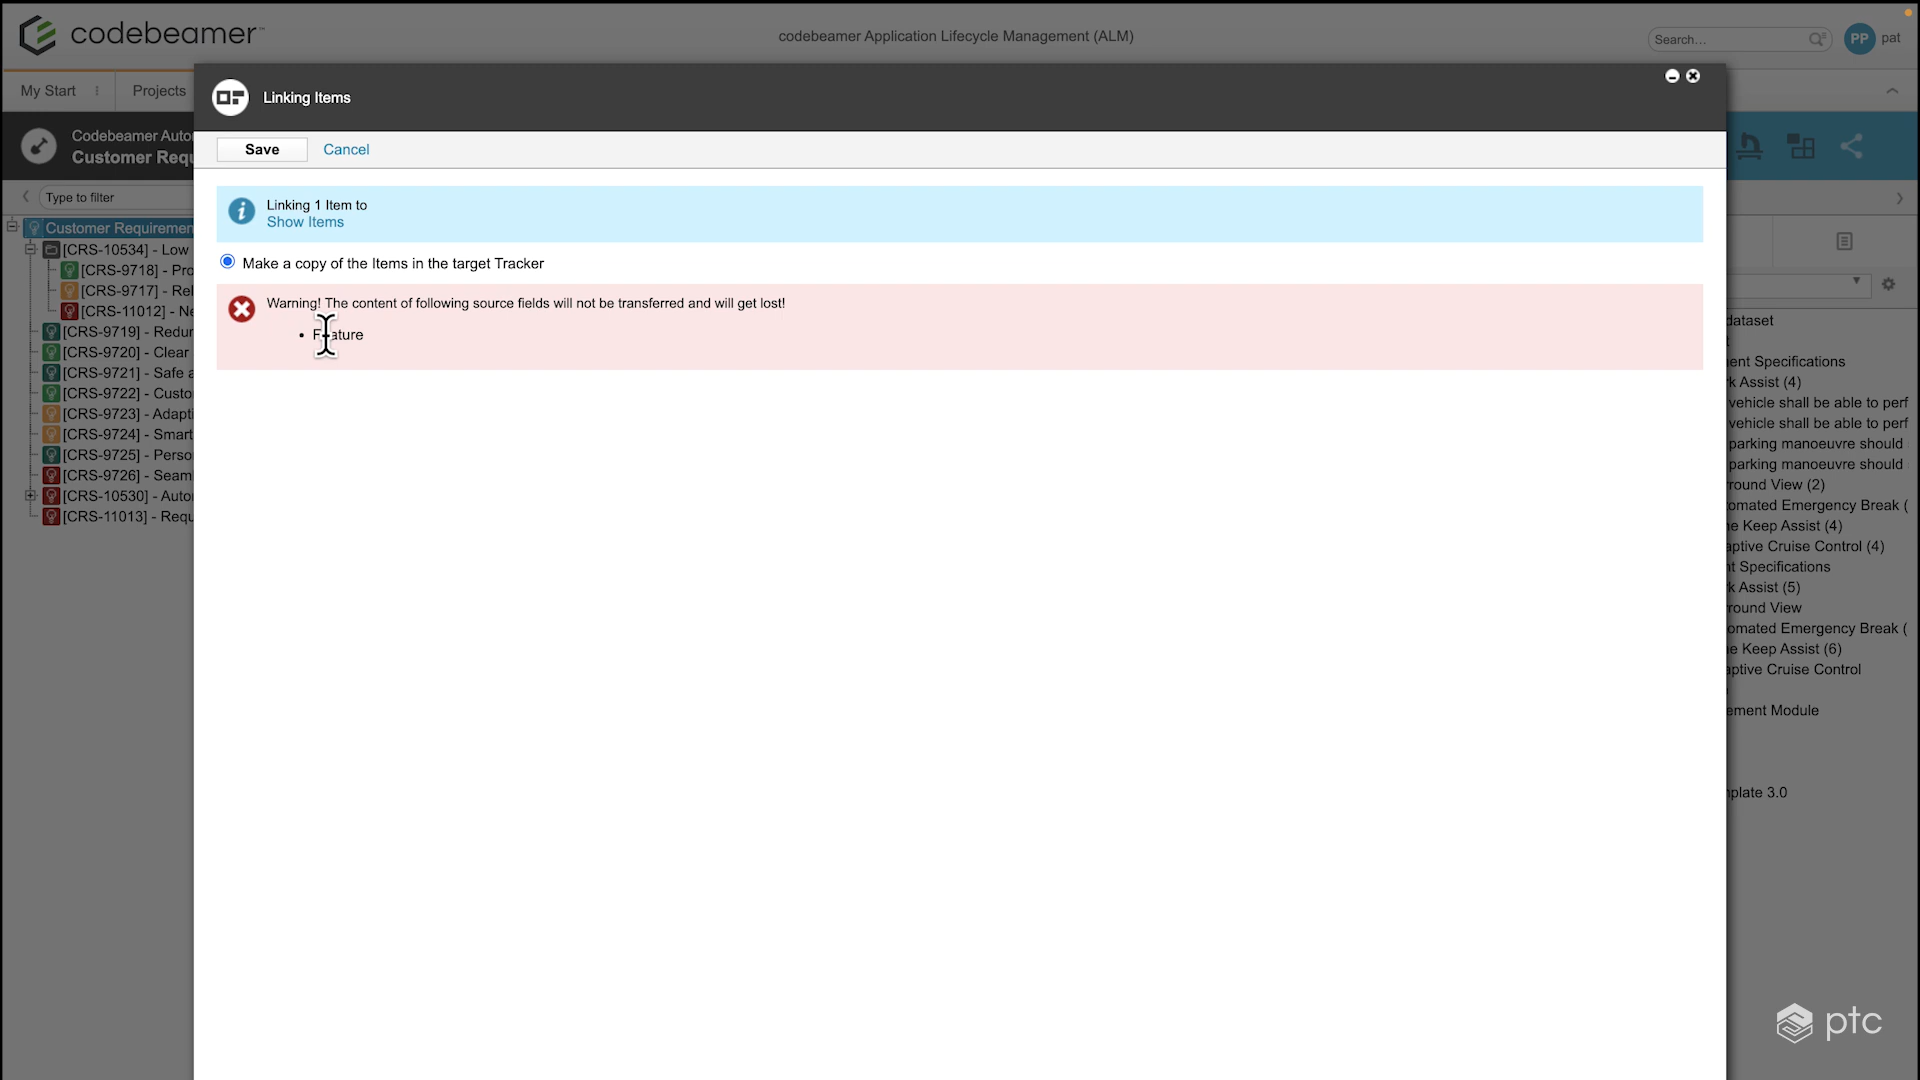 codebeamer
codebeamer Application Lifecycle Management (ALM)
Search...
PP
pat
My Start
Projects
Linking Items
Codebeamer Auto
Customer Requ
Save
Cancel
Type to filter
Linking 1 Item to
Show Items
Make a copy of the Items in the target Tracker
Warning! The content of following source fields will not be transferred and will get lost!
• Feature
Customer Requiremen
[CRS-10534] - Low
[CRS-9718] - Pro
[CRS-9717] - Rel
[CRS-11012] - Ne
[CRS-9719] - Redun
[CRS-9720] - Clear
[CRS-9721] - Safe a
[CRS-9722] - Custo
[CRS-9723] - Adapti
[CRS-9724] - Smart
[CRS-9725] - Perso
[CRS-9726] - Seam
[CRS-10530] - Auto
[CRS-11013] - Requ
dataset
ent Specifications
k Assist (4)
vehicle shall be able to perf
vehicle shall be able to perf
parking manoeuvre should
parking manoeuvre should
round View (2)
omated Emergency Break (
e Keep Assist (4)
aptive Cruise Control (4)
nt Specifications
k Assist (5)
round View
omated Emergency Break (
e Keep Assist (6)
aptive Cruise Control
ement Module
plate 3.0
ptc